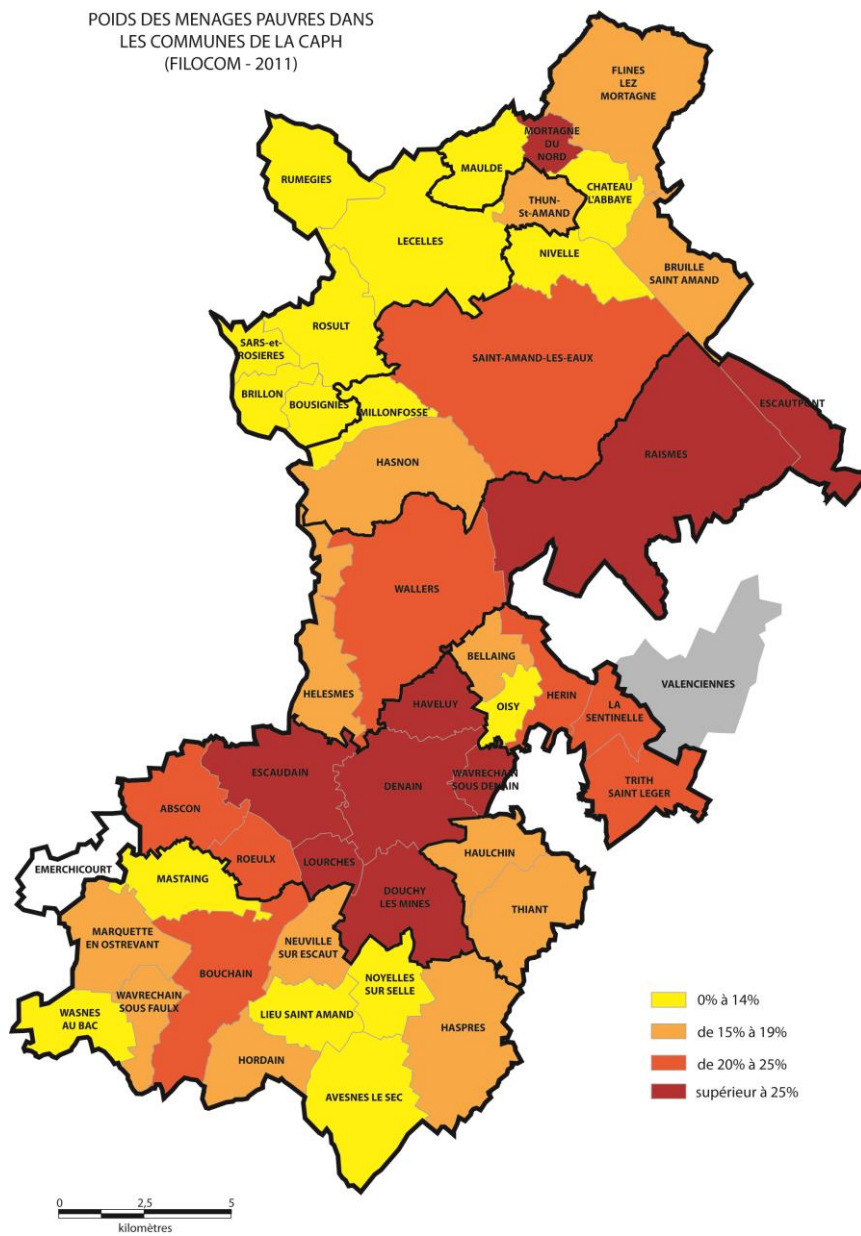 POIDS DES MENAGES PAUVRES DANS
LES COMMUNES DE LA CAPH
(FILOCOM - 2011)
FLINES
LEZ
MORTAGNE
MORTAGNE
DU
NORD
MAULDE
RUMEGIES
CHATEAU
L'ABBAYE
THUN-
St-AMAND
LECELLES
NIVELLE
BRUILLE
SAINT AMAND
ROSULT
SARS-et-
ROSIERES
SAINT-AMAND-LES-EAUX
BRILLON
BOUSIGNIES
MILLONFOSSE
ESCAUTPONT
RAISMES
HASNON
WALLERS
BELLAING
VALENCIENNES
HELESMES
HERIN
HAVELUY
OISY
LA
SENTINELLE
ESCAUDAIN
DENAIN
WAVRECHAIN
SOUS DENAIN
TRITH
SAINT LEGER
ABSCON
HAULCHIN
ROEULX
LOURCHES
EMERCHICOURT
MASTAING
DOUCHY
LES MINES
THIANT
MARQUETTE
EN OSTREVANT
NEUVILLE
SUR ESCAUT
BOUCHAIN
NOYELLES
SUR SELLE
WAVRECHAIN
SOUS FAULX
WASNES
AU BAC
LIEU SAINT AMAND
HASPRES
HORDAIN
AVESNES LE SEC
0% à 14%
de 15% à 19%
de 20% à 25%
supérieur à 25%
0 2,5 5
kilomètres